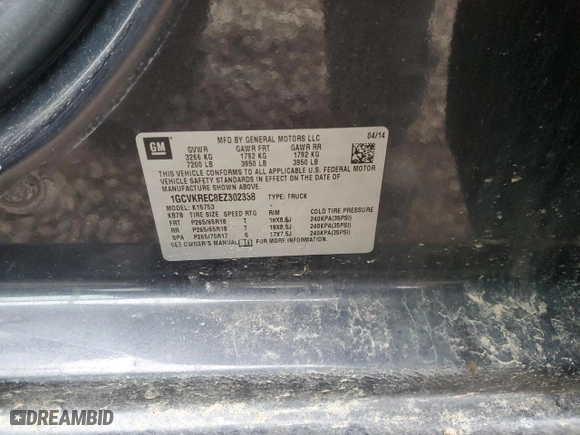 GM
MFD BY GENERAL MOTORS LLC 04/14
GVWR GAWR FRT GAWR RR
3266 KG 1792 KG 1792 KG
7200 LB 3950 LB 3950 LB
THIS VEHICLE CONFORMS TO ALL APPLICABLE U.S. FEDERAL MOTOR
VEHICLE SAFETY STANDARDS IN EFFECT ON THE DATE OF
MANUFACTURE SHOWN ABOVE.
1GCVKREC8EZ302338 TYPE: TRUCK
MODEL: K15753
K87B TIRE SIZE SPEED RTG RIM COLD TIRE PRESSURE
FRT P265/65R18 T 18X8.5J 240KPA(35PSI)
RR P265/65R18 T 18X8.5J 240KPA(35PSI)
SPA P265/70R17 S 17X7.5J 240KPA(35PSI)
SEE OWNER'S MANUAL FOR MORE INFORMATION.
DREAMBID